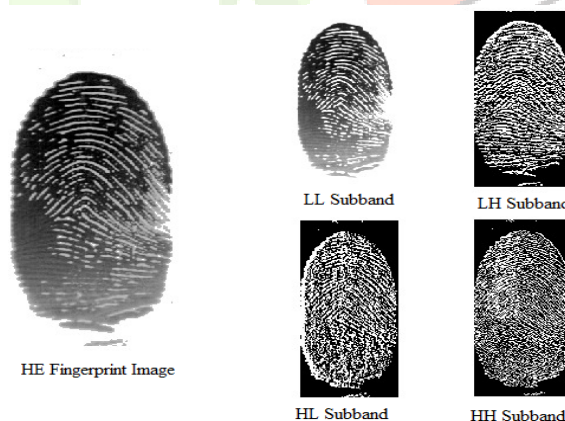 LL Subband
LH Subband
HE Fingerprint Image
HL Subband
HH Subband